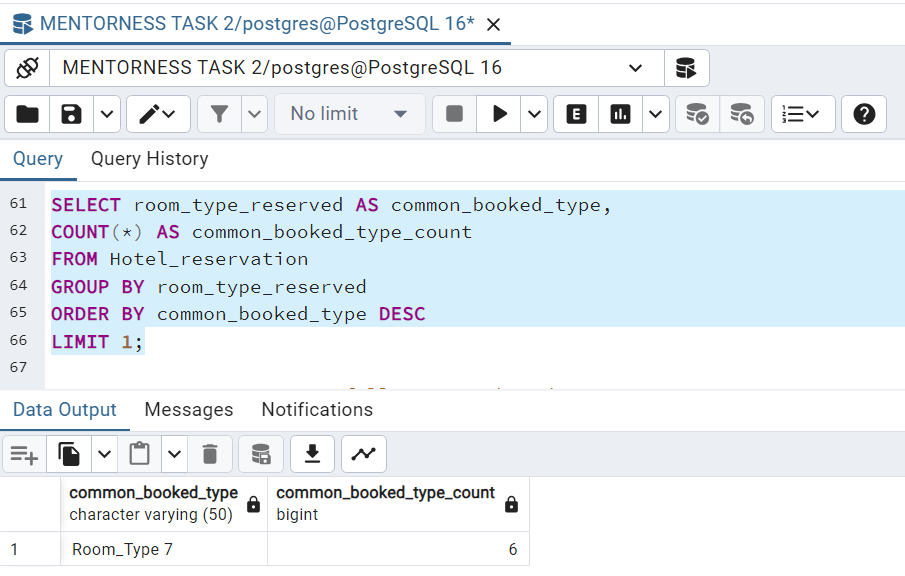 MENTORNESS TASK 2/postgres@PostgreSQL 16*
MENTORNESS TASK 2/postgres@PostgreSQL 16
No limit
E
Query
Query History
61 SELECT room_type_reserved AS common_booked_type,
62 COUNT(*) AS common_booked_type_count
63 FROM Hotel_reservation
64 GROUP BY room_type_reserved
65 ORDER BY common_booked_type DESC
66 LIMIT 1;
67
Data Output
Messages
Notifications
common_booked_type
character varying (50)
common_booked_type_count
bigint
1 Room_Type 7 6